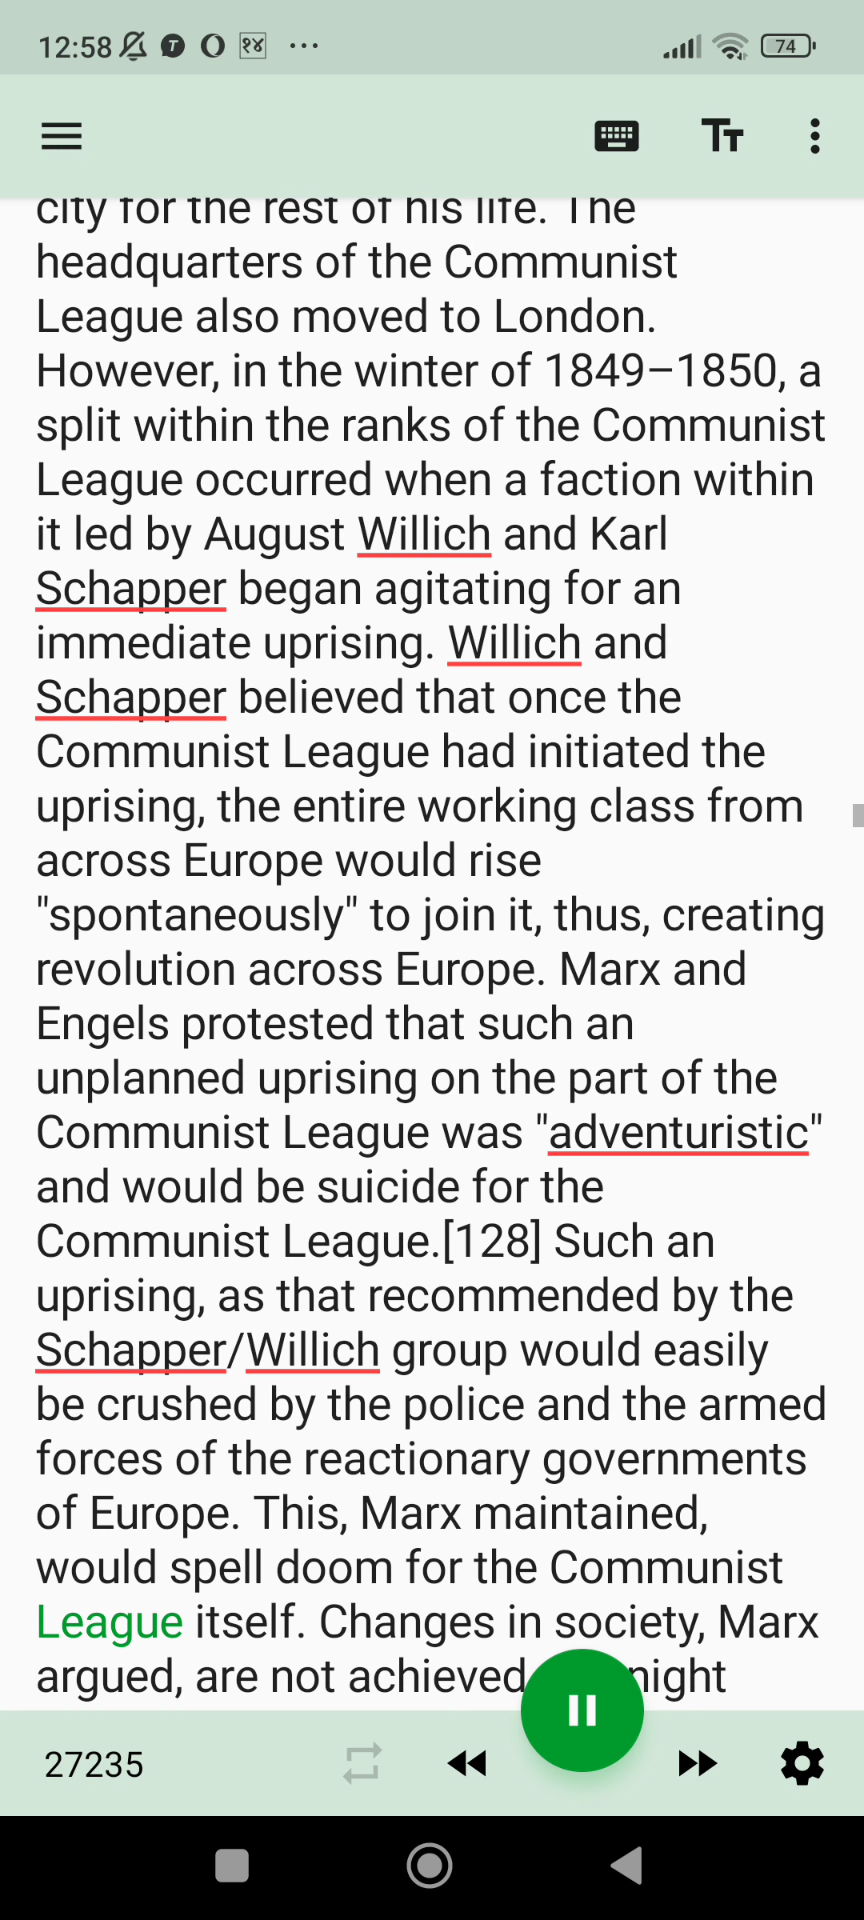 12:58 T १४ ...
74
city for the rest of his life. The
headquarters of the Communist
League also moved to London.
However, in the winter of 1849–1850, a
split within the ranks of the Communist
League occurred when a faction within
it led by August Willich and Karl
Schapper began agitating for an
immediate uprising. Willich and
Schapper believed that once the
Communist League had initiated the
uprising, the entire working class from
across Europe would rise
"spontaneously" to join it, thus, creating
revolution across Europe. Marx and
Engels protested that such an
unplanned uprising on the part of the
Communist League was "adventuristic"
and would be suicide for the
Communist League.[128] Such an
uprising, as that recommended by the
Schapper/Willich group would easily
be crushed by the police and the armed
forces of the reactionary governments
of Europe. This, Marx maintained,
would spell doom for the Communist
League itself. Changes in society, Marx
argued, are not achieved night
27235